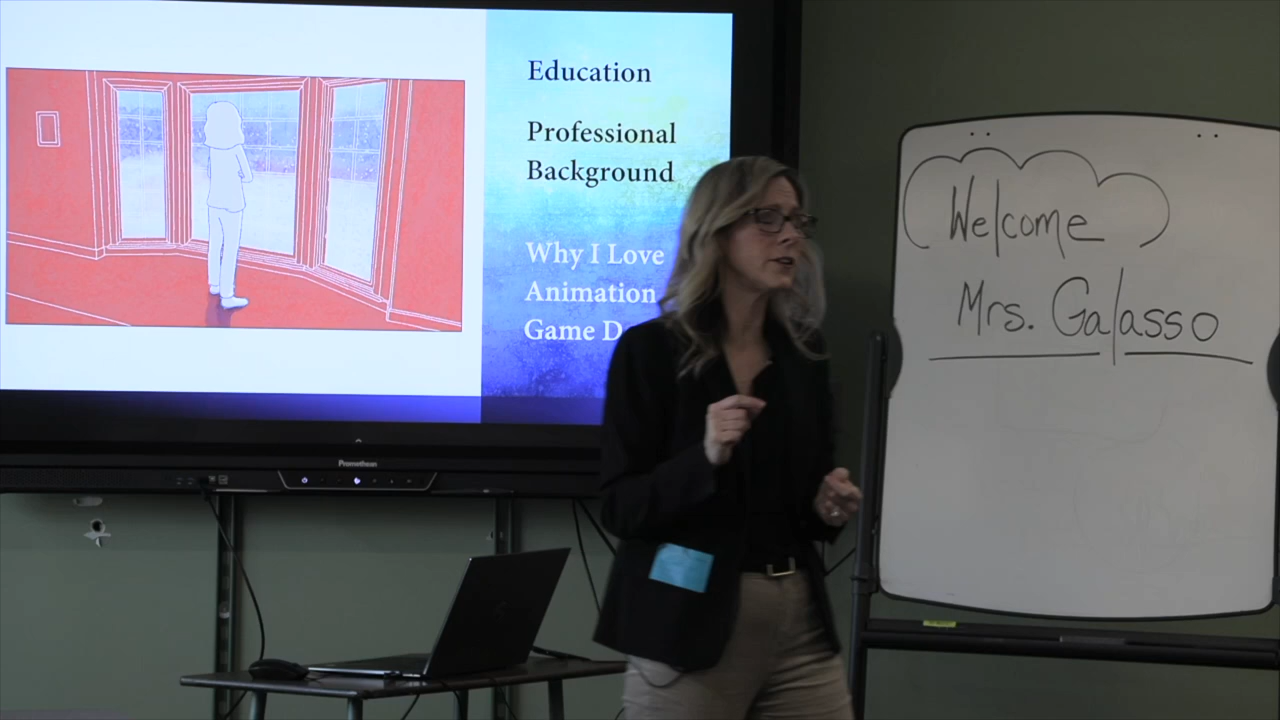 Education
Professional
Background
Why I Love
Animation
Game
Promethean
Welcome
Mrs. Galasso